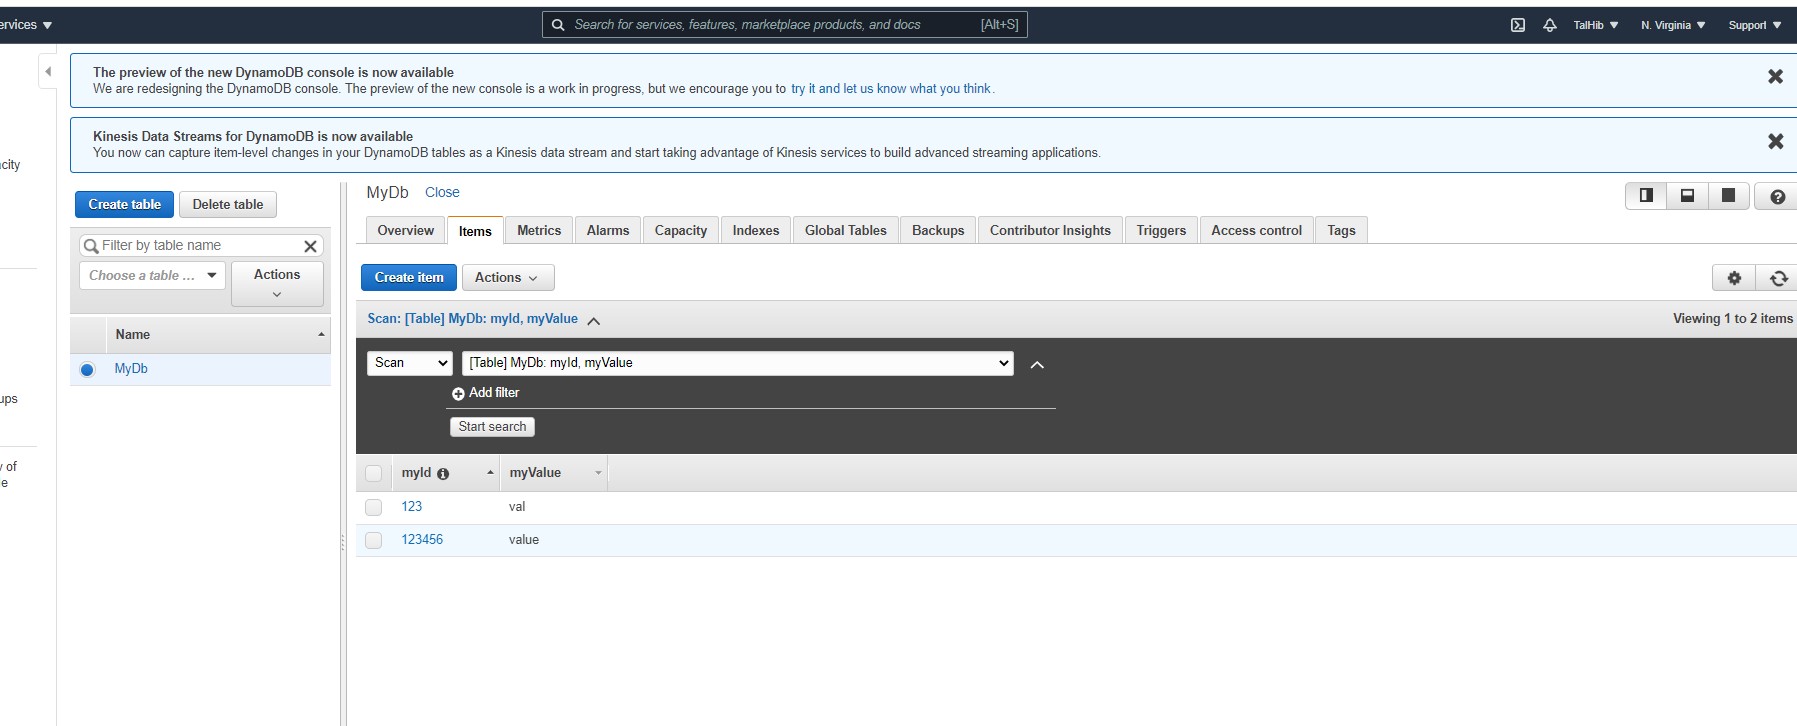 ervices
Search for services, features, marketplace products, and docs [Alt+S]
TalHib
N. Virginia
Support
The preview of the new DynamoDB console is now available
We are redesigning the DynamoDB console. The preview of the new console is a work in progress, but we encourage you to try it and let us know what you think.
Kinesis Data Streams for DynamoDB is now available
You now can capture item-level changes in your DynamoDB tables as a Kinesis data stream and start taking advantage of Kinesis services to build advanced streaming applications.
city
ups
y of
e
Create table
Delete table
Filter by table name
Choose a table ...
Actions
Name
MyDb
MyDb Close
Overview Items Metrics Alarms Capacity Indexes Global Tables Backups Contributor Insights Triggers Access control Tags
Create item
Actions
Scan: [Table] MyDb: myId, myValue
Viewing 1 to 2 items
Scan [Table] MyDb: myId, myValue
Add filter
Start search
myId myValue
123 val
123456 value